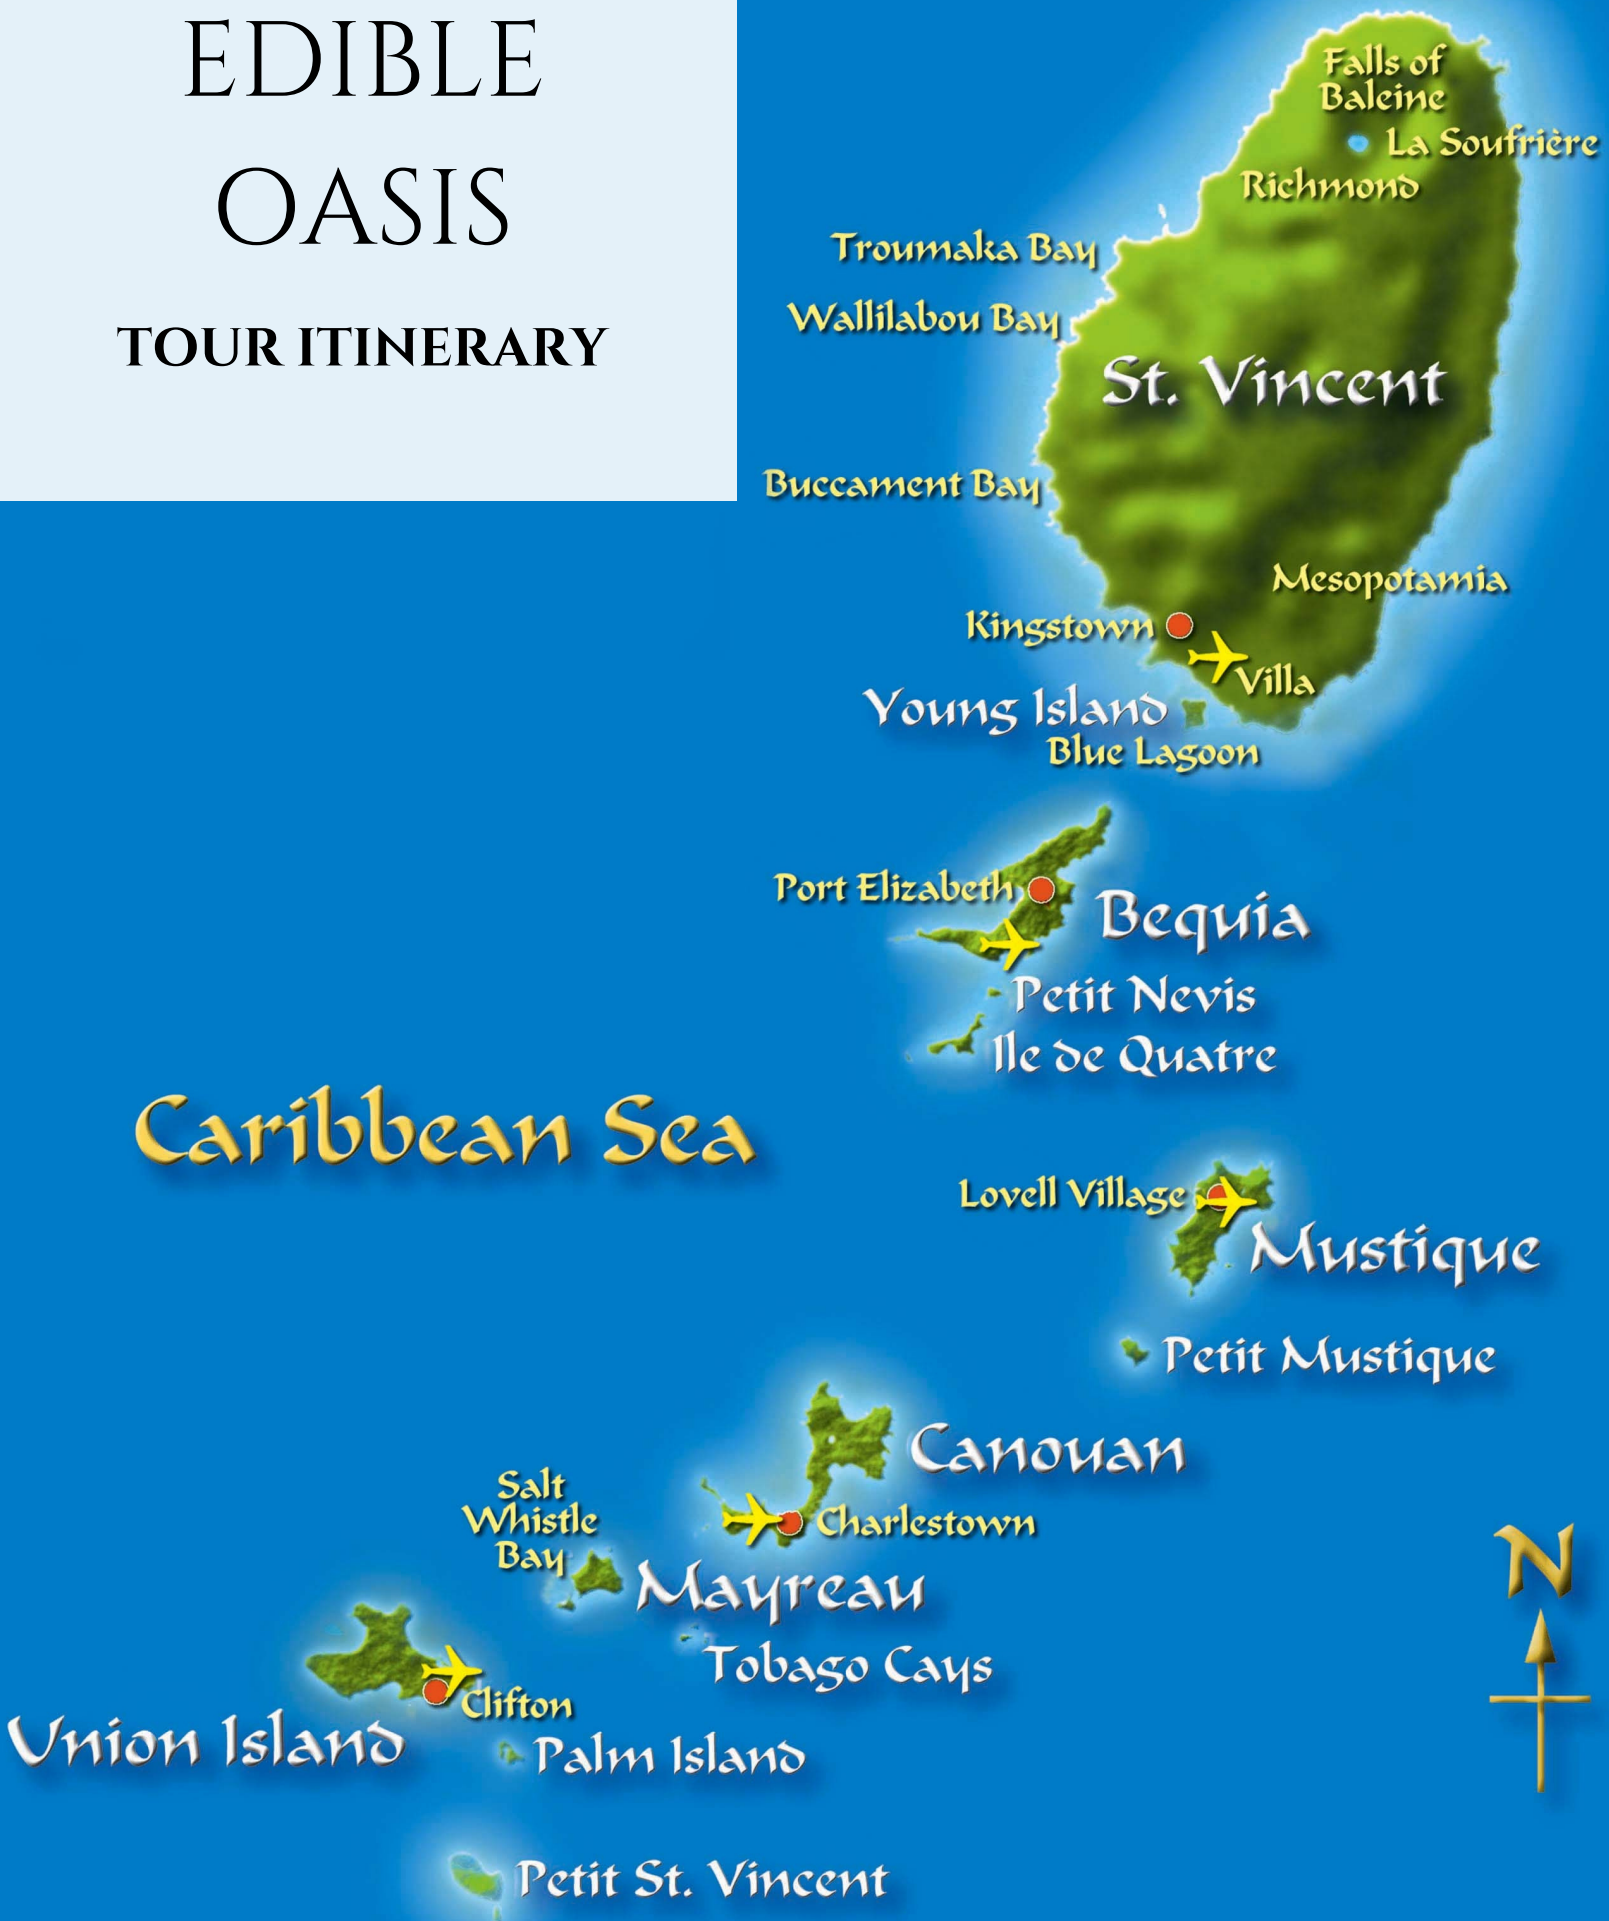 EDIBLE
OASIS
TOUR ITINERARY
Falls of
Baleine
La Soufrière
Richmond
Troumaka Bay
Wallilabou Bay
St. Vincent
Buccament Bay
Mesopotamia
Kingstown
Villa
Young Island
Blue Lagoon
Port Elizabeth
Bequia
Petit Nevis
Ile de Quatre
Caribbean Sea
Lovell Village
Mustique
Petit Mustique
Canouan
Salt
Whistle
Bay
Charlestown
Mayreau
N
Tobago Cays
Clifton
Union Island
Palm Island
Petit St. Vincent